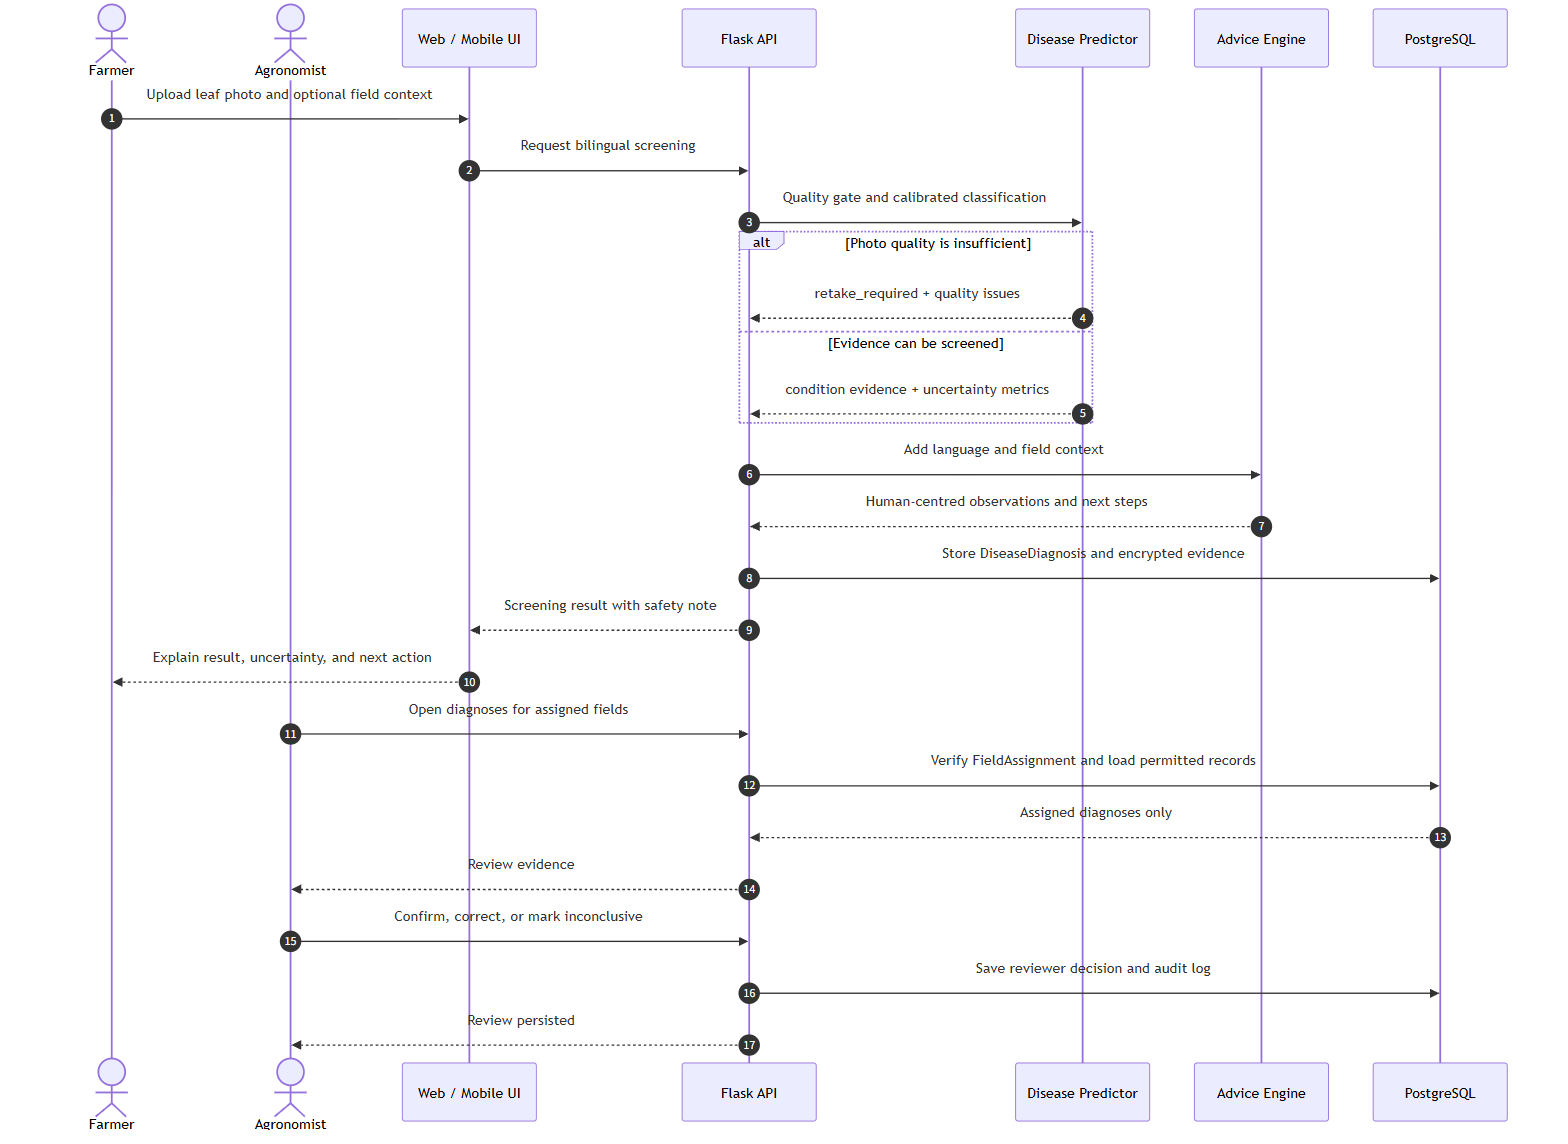 Farmer
Agronomist
Web / Mobile UI
Flask API
Disease Predictor
Advice Engine
PostgreSQL
Upload leaf photo and optional field context
1
Request bilingual screening
2
Quality gate and calibrated classification
3
alt
[Photo quality is insufficient]
retake_required + quality issues
4
[Evidence can be screened]
condition evidence + uncertainty metrics
5
Add language and field context
6
Human-centred observations and next steps
7
Store DiseaseDiagnosis and encrypted evidence
8
Screening result with safety note
9
Explain result, uncertainty, and next action
10
Open diagnoses for assigned fields
11
Verify FieldAssignment and load permitted records
12
Assigned diagnoses only
13
Review evidence
14
Confirm, correct, or mark inconclusive
15
Save reviewer decision and audit log
16
Review persisted
17
Farmer
Agronomist
Web / Mobile UI
Flask API
Disease Predictor
Advice Engine
PostgreSQL